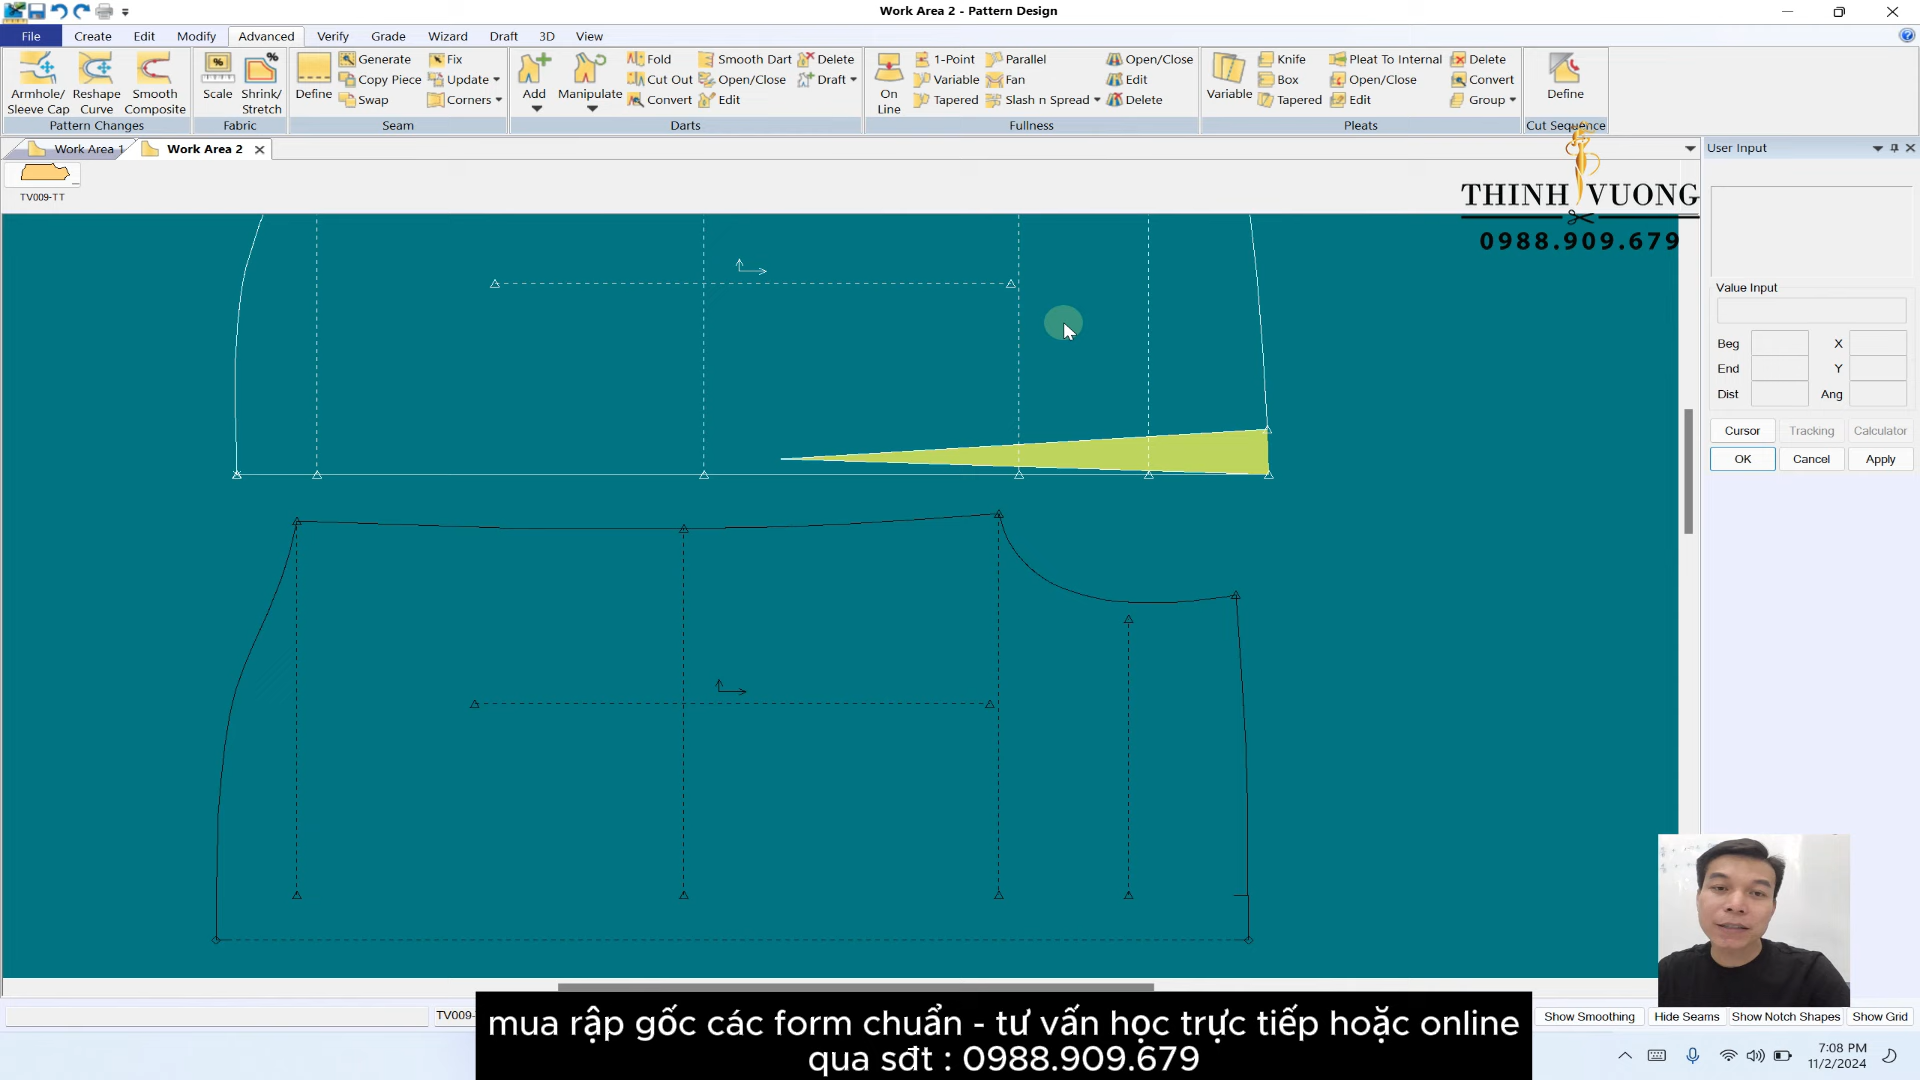 Work Area 2 - Pattern Design
File Create Edit Modify Advanced Verify Grade Wizard Draft 3D View
Armhole/ Sleeve Cap
Reshape Curve
Smooth Composite
Pattern Changes
Scale
Shrink/ Stretch
Fabric
Define
Generate
Copy Piece
Swap
Fix
Update
Corners
Seam
Add
Manipulate
Fold
Cut Out
Convert
Smooth Dart
Open/Close
Edit
Delete
Draft
Darts
On Line
1-Point
Variable
Tapered
Parallel
Fan
Slash n Spread
Open/Close
Edit
Delete
Fullness
Variable
Knife
Box
Tapered
Pleat To Internal
Open/Close
Edit
Delete
Convert
Group
Pleats
Define
Cut Sequence
Work Area 1
Work Area 2
TV009-TT
THINH VUONG
0988.909.679
User Input
Value Input
Beg X
End Y
Dist Ang
Cursor Tracking Calculator
OK Cancel Apply
TV009-
Show Smoothing Hide Seams Show Notch Shapes Show Grid
mua rập gốc các form chuẩn - tư vấn học trực tiếp hoặc online
qua sđt : 0988.909.679
7:08 PM
11/2/2024